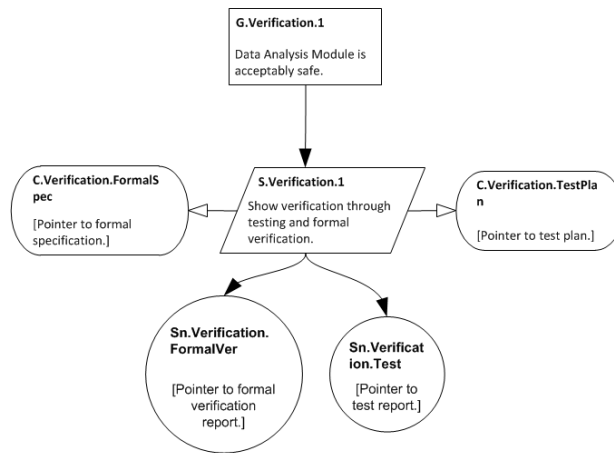 G.Verification.1
Data Analysis Module is
acceptably safe.
C.Verification.FormalS
pec
[Pointer to formal
specification.]
S.Verification.1
Show verification through
testing and formal
verification.
C.Verification.TestPla
n
[Pointer to test plan.]
Sn.Verification.
FormalVer
[Pointer to formal
verification
report.]
Sn.Verificat
ion.Test
[Pointer to
test report.]